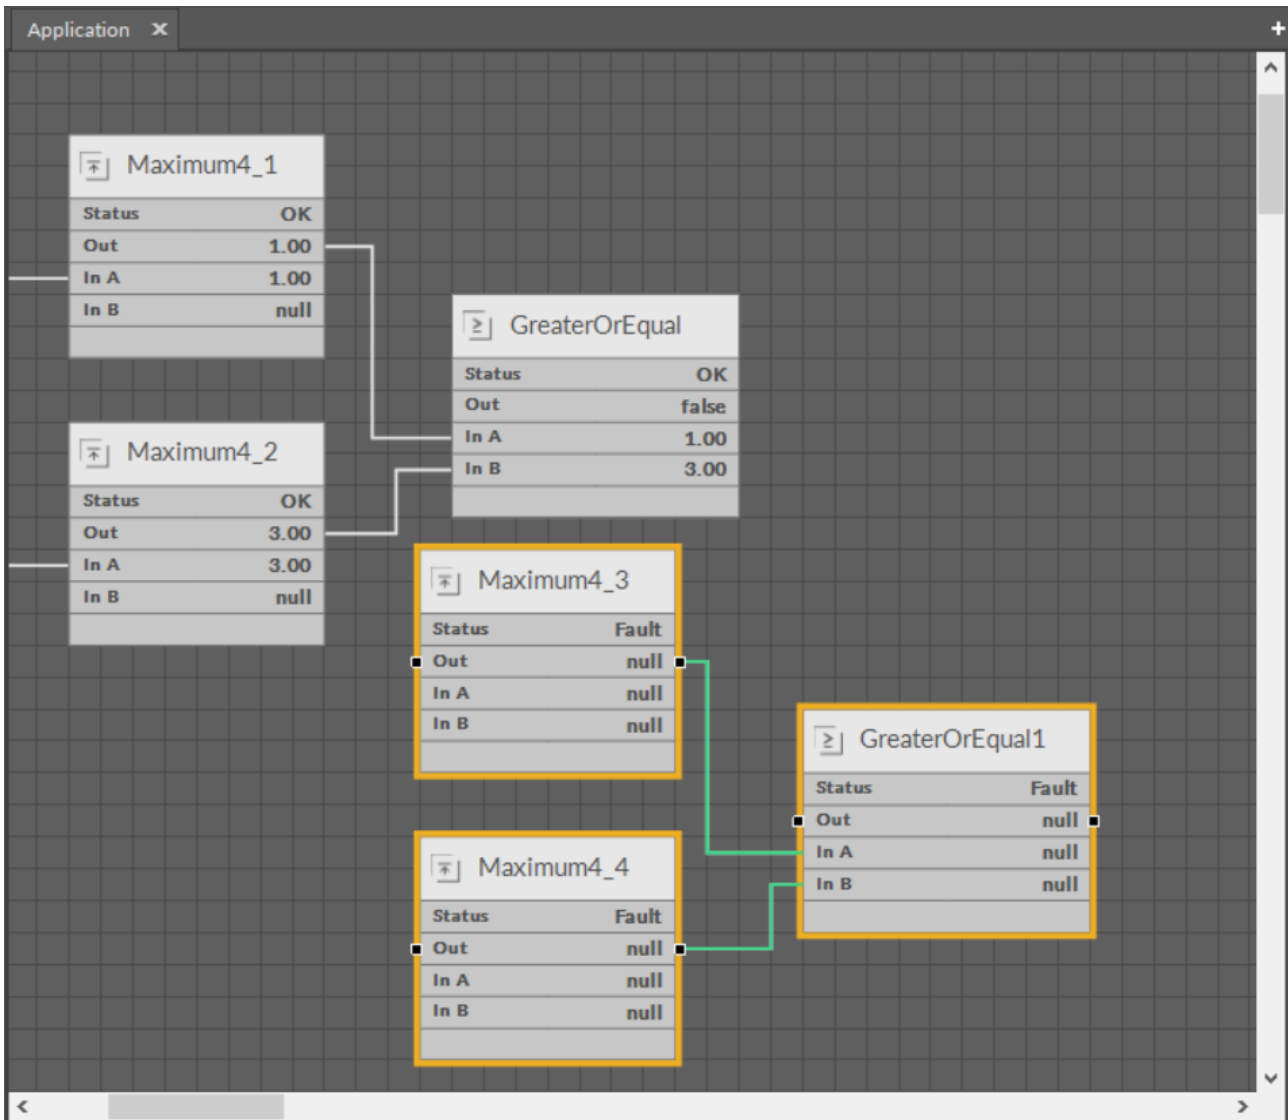 Application
Maximum4_1
Status OK
Out 1.00
In A 1.00
In B null
GreaterOrEqual
Status OK
Out false
In A 1.00
In B 3.00
Maximum4_2
Status OK
Out 3.00
In A 3.00
In B null
Maximum4_3
Status Fault
Out null
In A null
In B null
GreaterOrEqual1
Status Fault
Out null
In A null
In B null
Maximum4_4
Status Fault
Out null
In A null
In B null